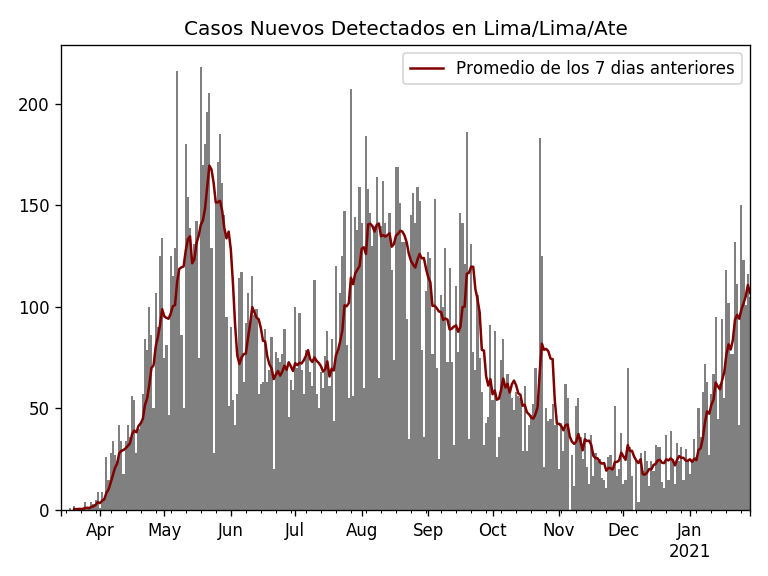 Casos Nuevos Detectados en Lima/Lima/Ate
Promedio de los 7 dias anteriores
200
150
100
50
0
Apr May Jun Jul Aug Sep Oct Nov Dec Jan
2021